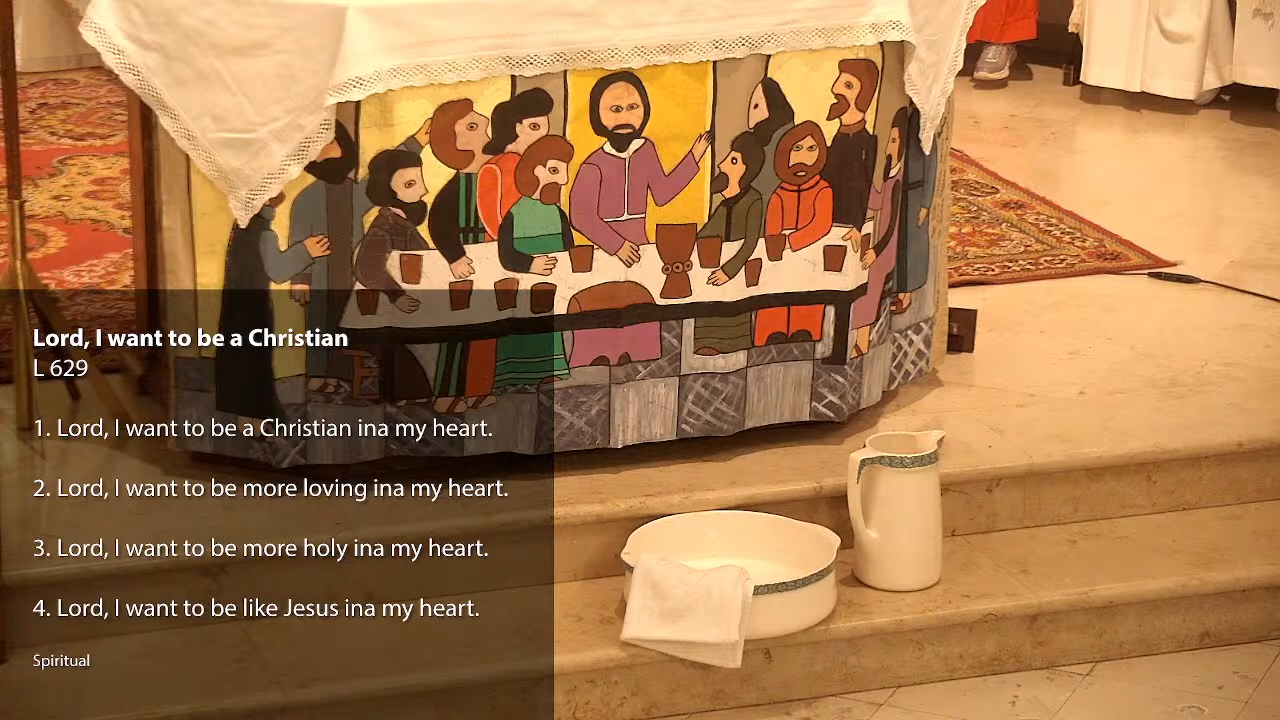 Lord, I want to be a Christian
L 629
1. Lord, I want to be a Christian ina my heart.
2. Lord, I want to be more loving ina my heart.
3. Lord, I want to be more holy ina my heart.
4. Lord, I want to be like Jesus ina my heart.
Spiritual